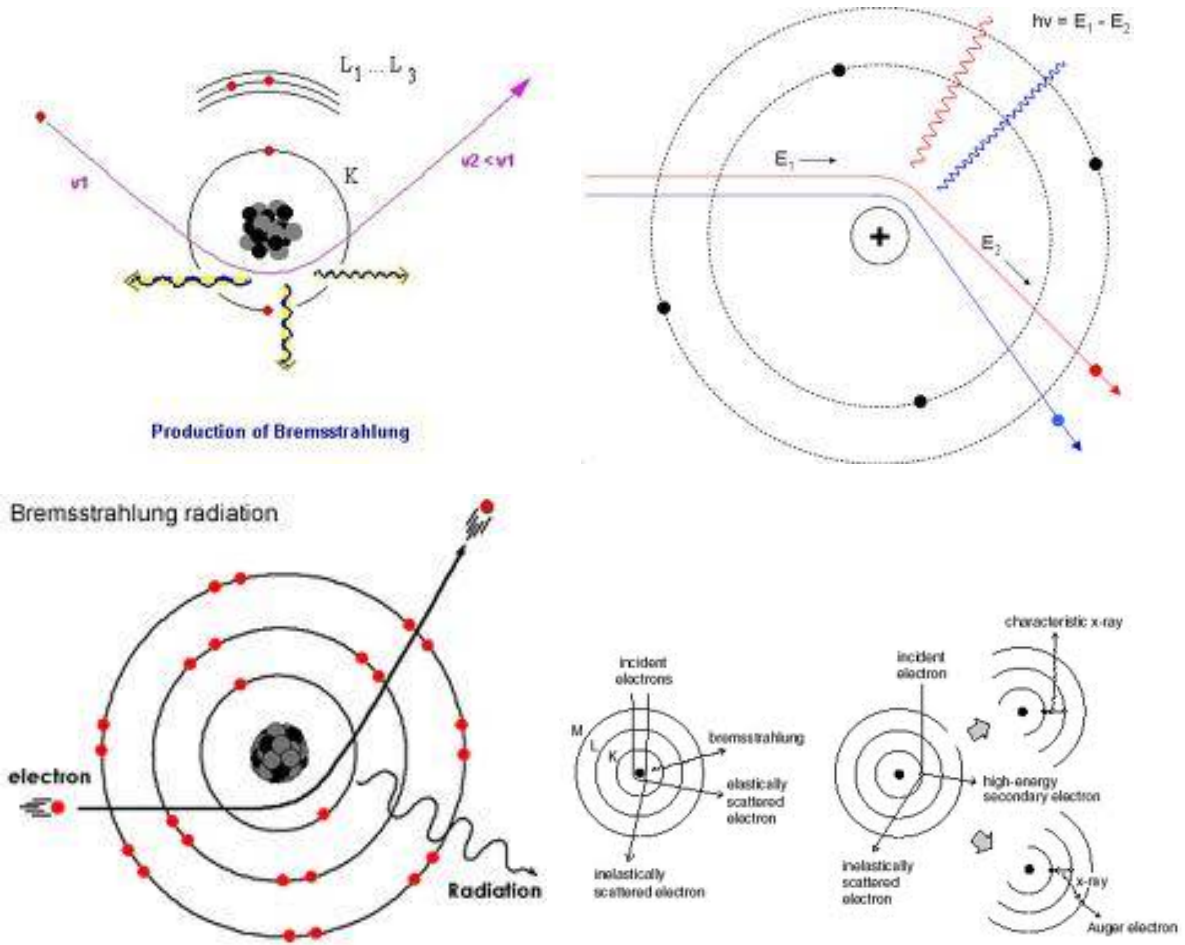 L₁ ... L₃
v1
v2 < v1
K
Production of Bremsstrahlung
hν = E₁ - E₂
E₁
+
E₂
Bremsstrahlung radiation
electron
Radiation
incident
electrons
M
L
K
bremsstrahlung
elastically
scattered
electron
inelastically
scattered electron
incident
electron
characteristic x-ray
high-energy
secondary electron
inelastically
scattered
electron
x-ray
Auger electron